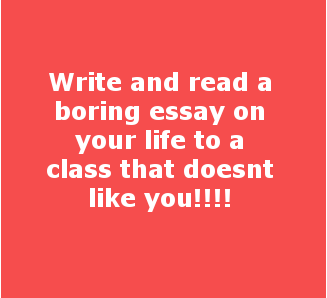 Write and read a
boring essay on
your life to a
class that doesnt
like you!!!!